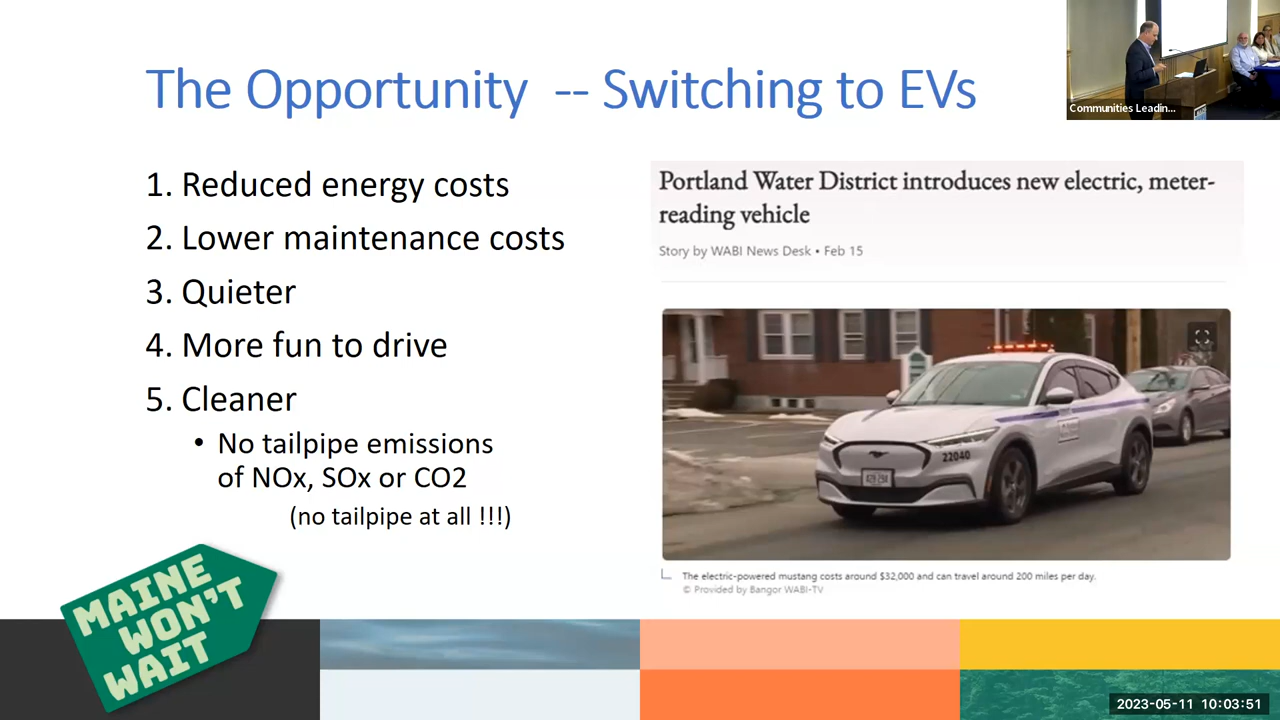 The Opportunity -- Switching to EVs
Communities Leadin...
1. Reduced energy costs
2. Lower maintenance costs
3. Quieter
4. More fun to drive
5. Cleaner
• No tailpipe emissions
of NOx, SOx or CO2
(no tailpipe at all !!!)
Portland Water District introduces new electric, meter-
reading vehicle
Story by WABI News Desk • Feb 15
22040
The electric-powered mustang costs around $32,000 and can travel around 200 miles per day.
© Provided by Bangor WABI-TV
MAINE
WON'T
WAIT
2023-05-11 10:03:51